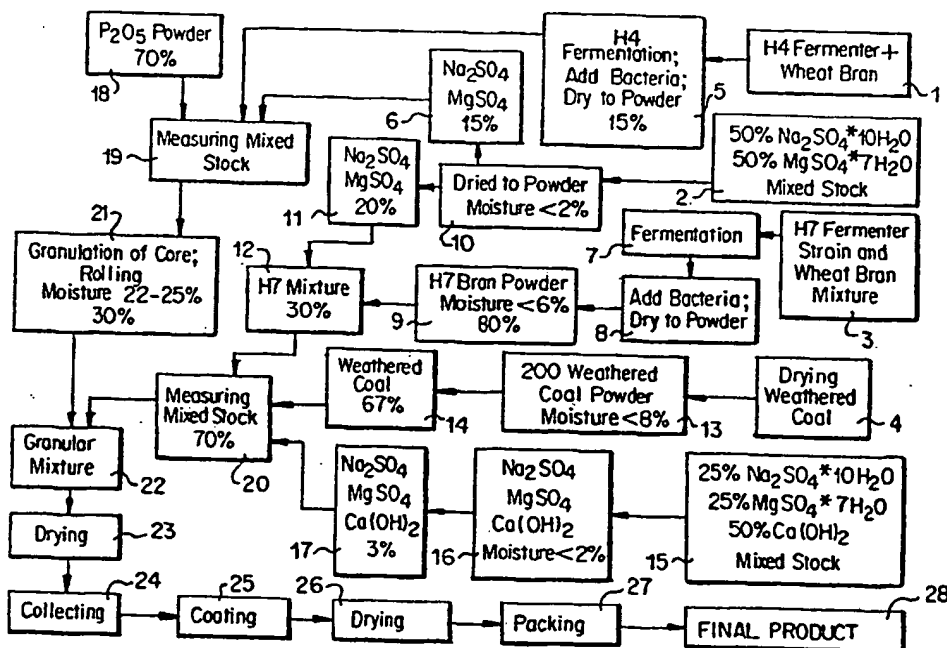 P2O5 Powder
70%
18
H4
Fermentation;
Add Bacteria;
Dry to Powder
15%
5
H4 Fermenter+
Wheat Bran
1
Na2SO4
MgSO4
15%
6
Measuring Mixed
Stock
19
Na2SO4
MgSO4
20%
11
Dried to Powder
Moisture <2%
10
50% Na2SO4*10H2O
50% MgSO4*7H2O
Mixed Stock
2
21
Granulation of Core;
Rolling
Moisture 22-25%
30%
12
H7 Mixture
30%
H7 Bran Powder
Moisture <6%
80%
9
Fermentation
7
Add Bacteria;
Dry to Powder
8
H7 Fermenter
Strain and
Wheat Bran
Mixture
3
Measuring
Mixed Stock
70%
20
Weathered
Coal
67%
14
200 Weathered
Coal Powder
Moisture <8%
13
Drying
Weathered
Coal
4
Granular
Mixture
22
Na2SO4
MgSO4
Ca(OH)2
3%
17
Na2SO4
MgSO4
Ca(OH)2
Moisture <2%
16
25% Na2SO4*10H2O
25% MgSO4*7H2O
50% Ca(OH)2
Mixed Stock
15
Drying
23
Collecting
24
Coating
25
Drying
26
Packing
27
FINAL PRODUCT
28